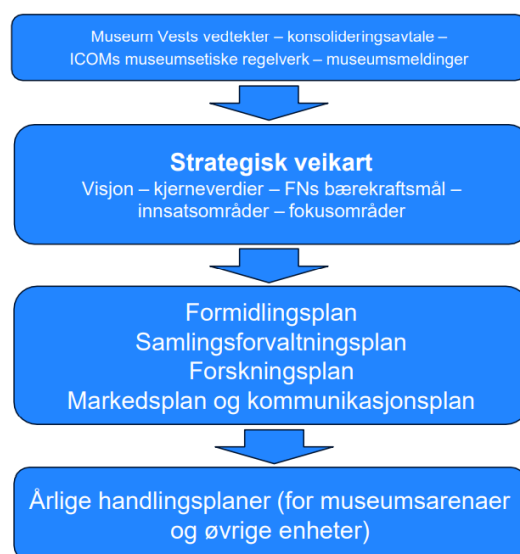 Museum Vests vedtekter – konsolideringsavtale –
ICOMs museumsetiske regelverk – museumsmeldinger
Strategisk veikart
Visjon – kjerneverdier – FNs bærekraftsmål –
innsatsområder – fokusområder
Formidlingsplan
Samlingsforvaltningsplan
Forskningsplan
Markedsplan og kommunikasjonsplan
Årlige handlingsplaner (for museumsarenaer
og øvrige enheter)